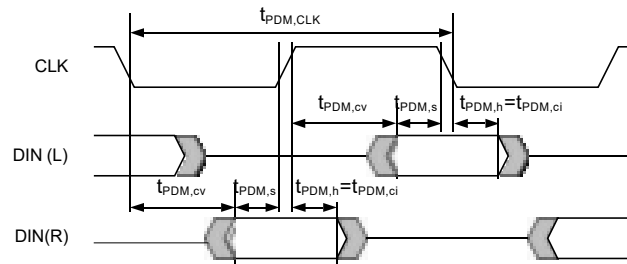 tPDM,CLK
CLK
tPDM,cv tPDM,s tPDM,h=tPDM,ci
DIN (L)
tPDM,cv tPDM,s tPDM,h=tPDM,ci
DIN(R)